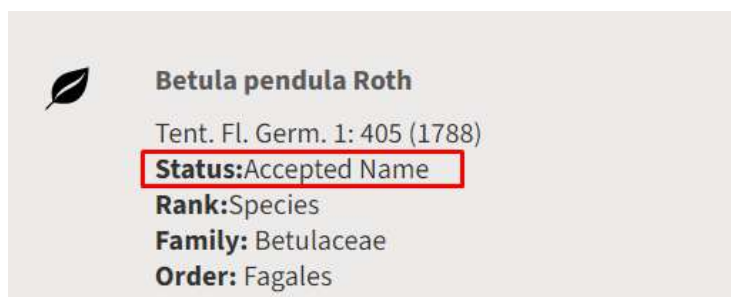 Betula pendula Roth
Tent. Fl. Germ. 1: 405 (1788)
Status:Accepted Name
Rank:Species
Family: Betulaceae
Order: Fagales